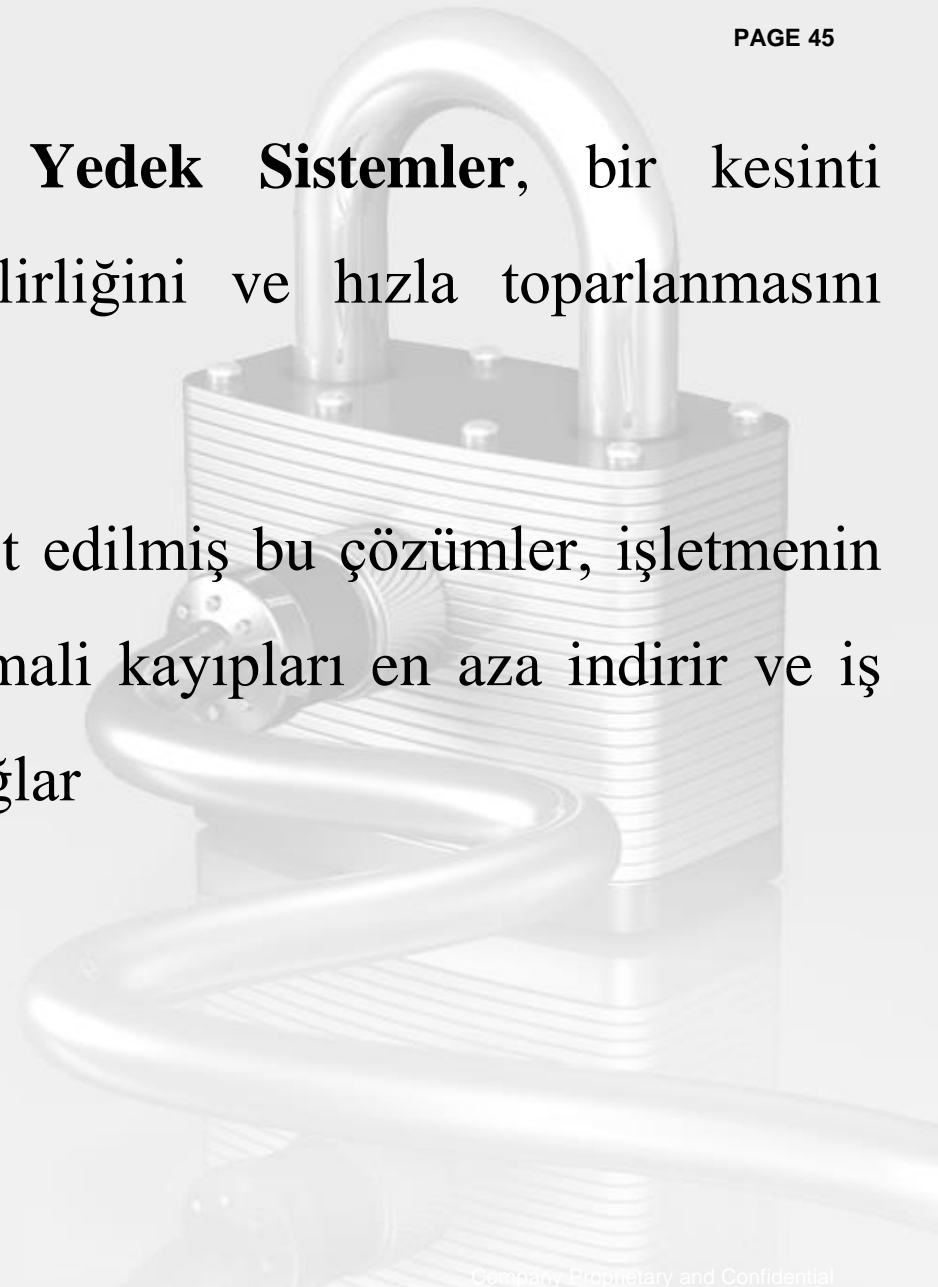 PAGE 45
Yedek Sistemler, bir kesinti
lirliğini ve hızla toparlanmasını
t edilmiş bu çözümler, işletmenin
mali kayıpları en aza indirir ve iş
ğlar
Company Proprietary and Confidential